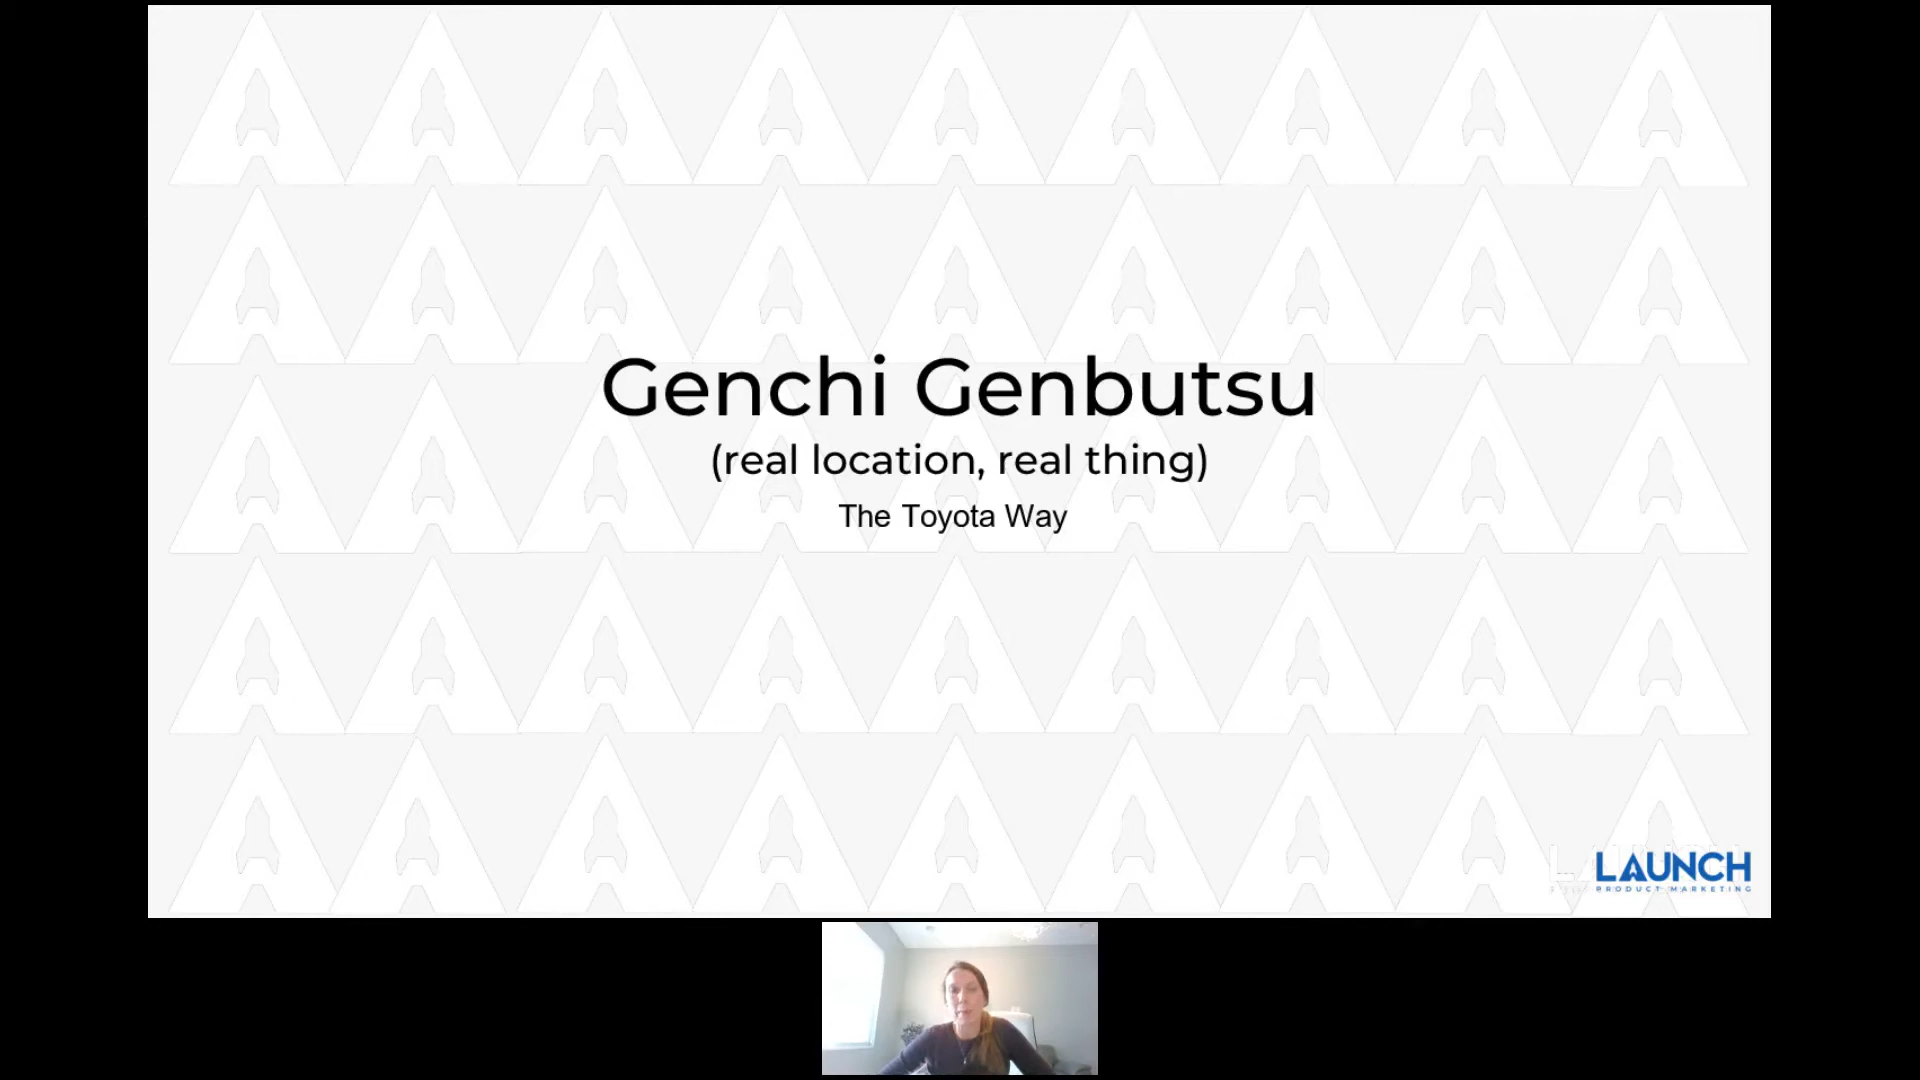 Genchi Genbutsu
(real location, real thing)
The Toyota Way
LAUNCH
PRODUCT MARKETING